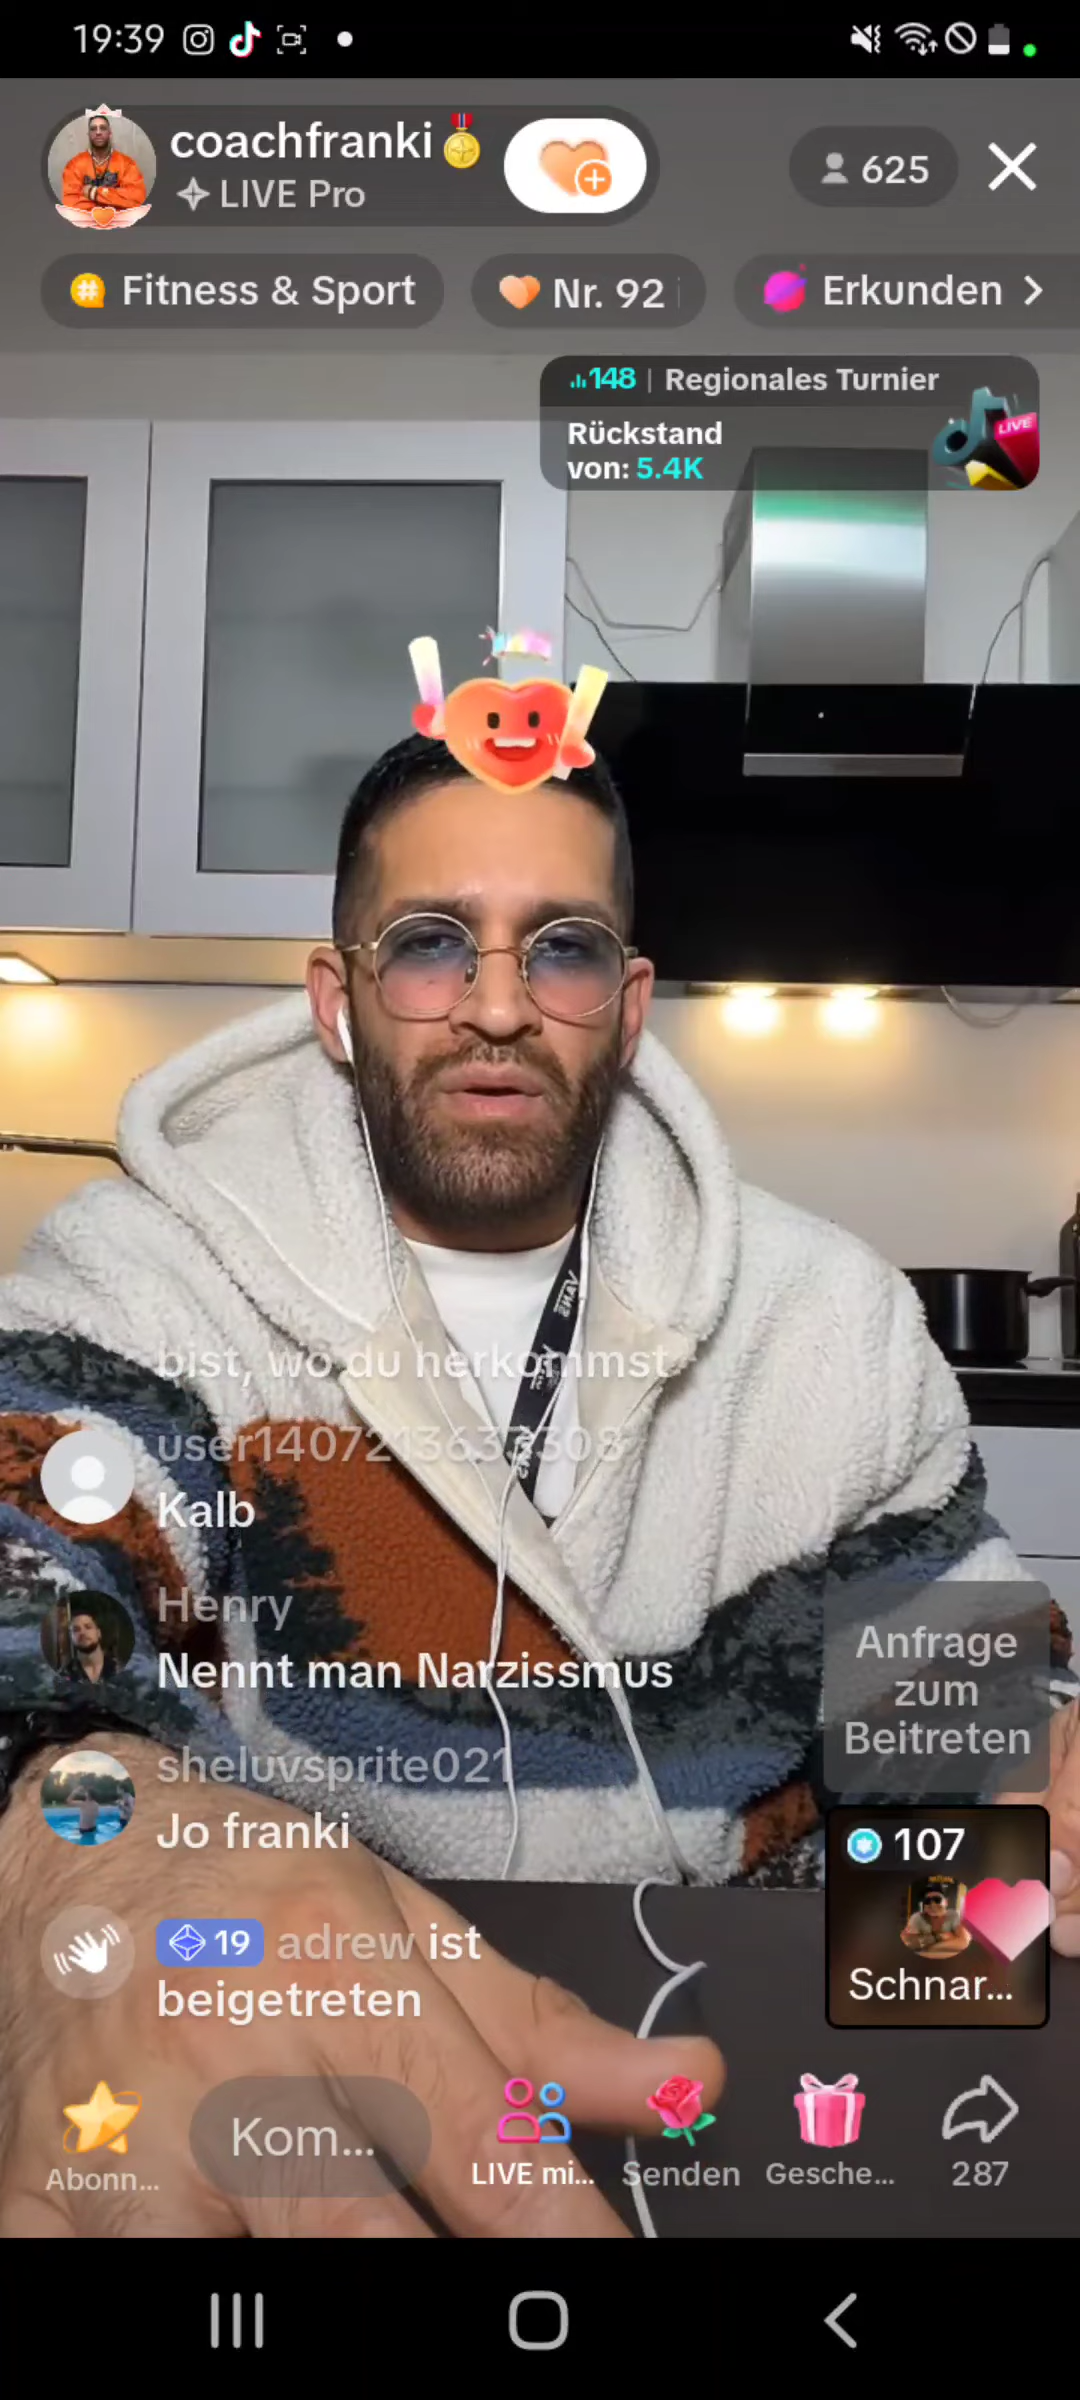 19:39
coachfranki
LIVE Pro
625
Fitness & Sport
Nr. 92
Erkunden
148 | Regionales Turnier
Rückstand
von: 5.4K
VANS
bist, wo du herkommst
Kalb
Henry
Nennt man Narzissmus
sheluvsprite021
Jo franki
19 adrew ist
beigetreten
Anfrage
zum
Beitreten
107
Schnar...
Abonn...
Kom...
LIVE mi...
Senden
Gesche...
287